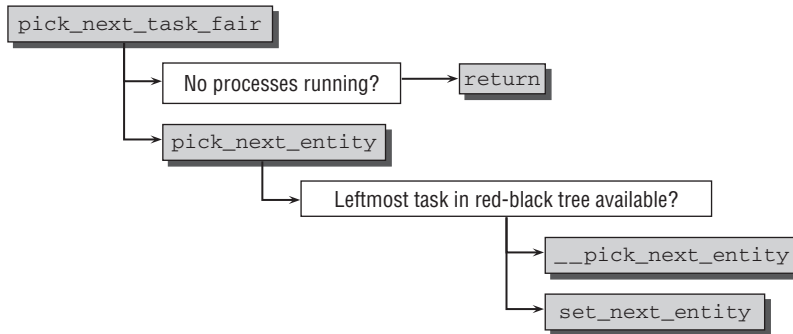 pick_next_task_fair
No processes running?
return
pick_next_entity
Leftmost task in red-black tree available?
__pick_next_entity
set_next_entity